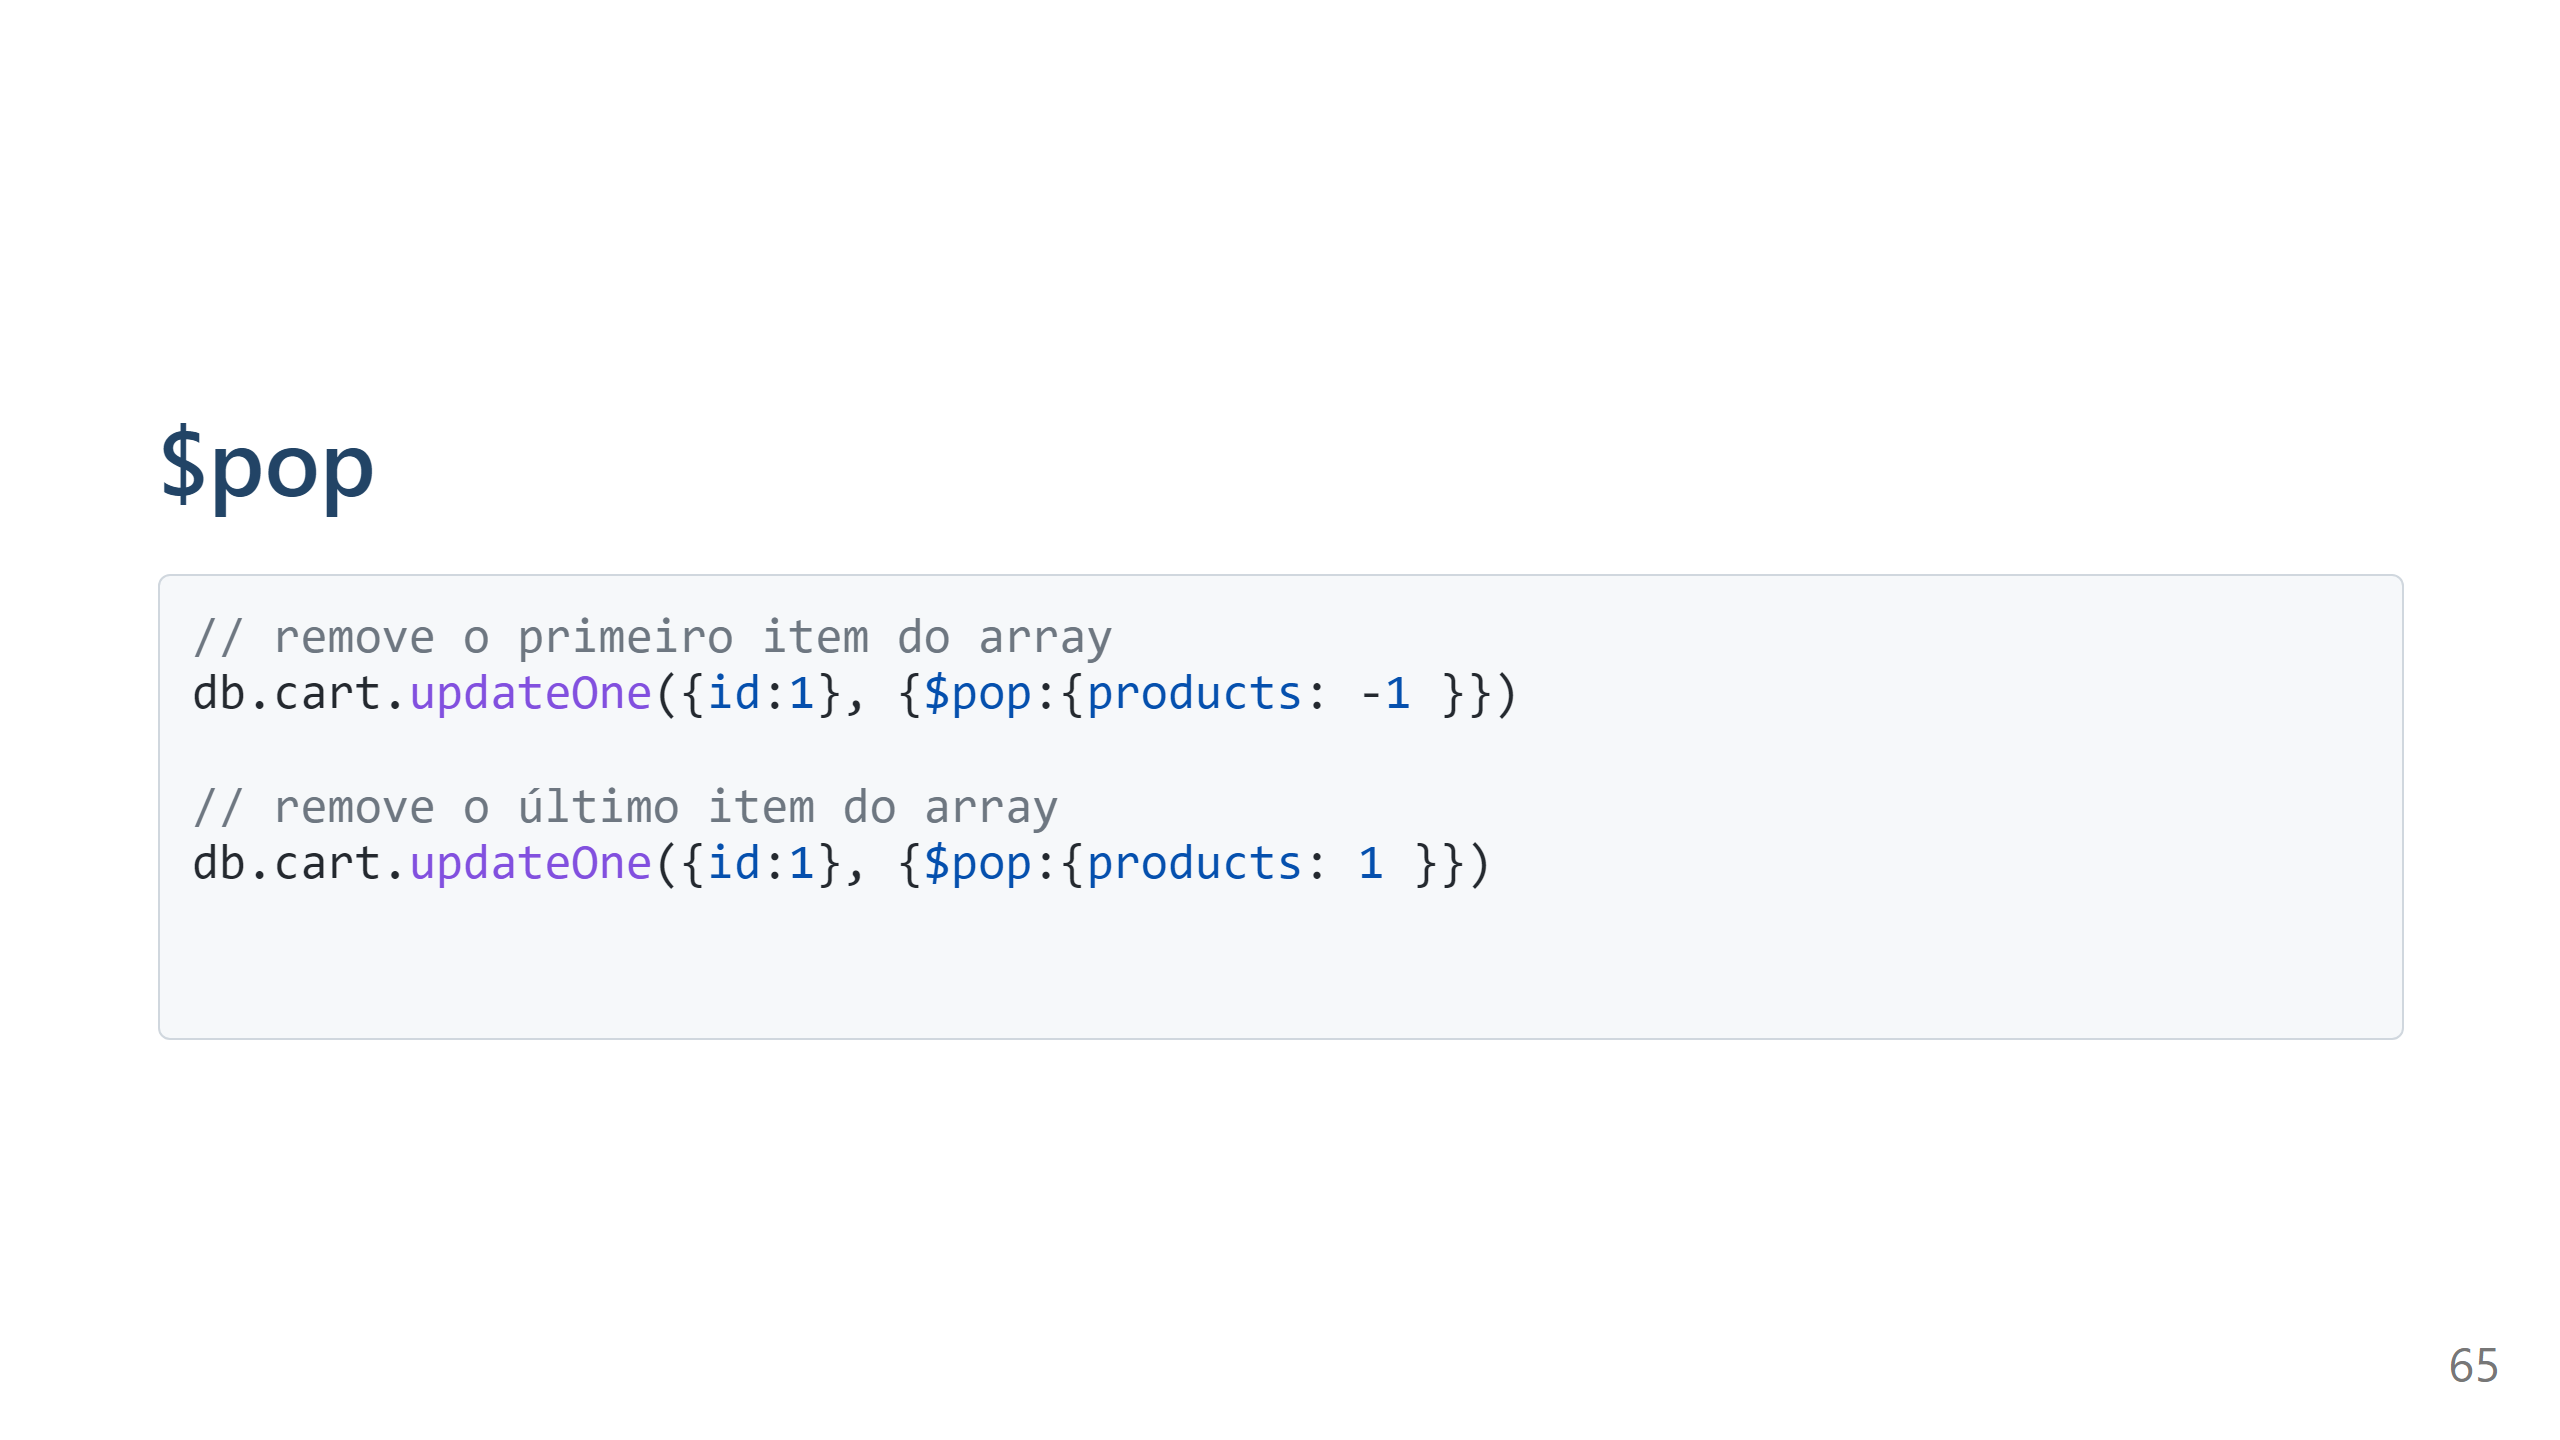 $pop
// remove o primeiro item do array
db.cart.updateOne({id:1}, {$pop:{products: -1 }})
// remove o último item do array
db.cart.updateOne({id:1}, {$pop:{products: 1 }})
65